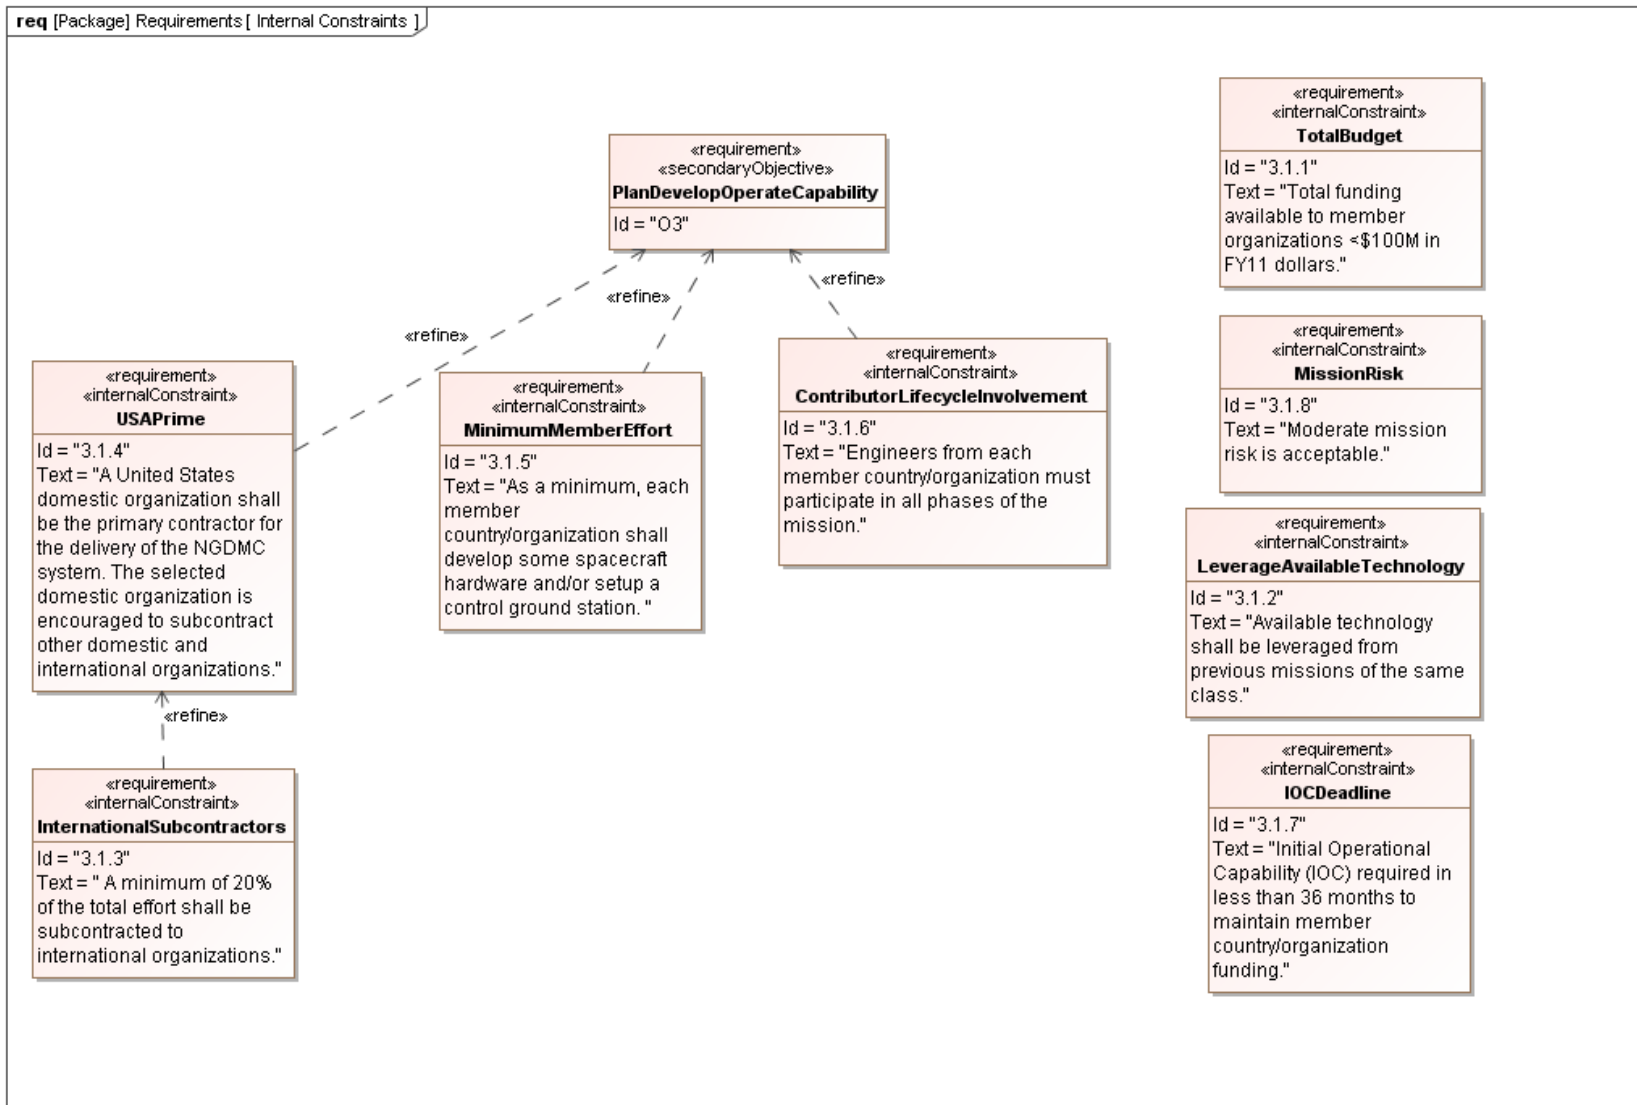 req [Package] Requirements [ Internal Constraints ]
«requirement»
«secondaryObjective»
PlanDevelopOperateCapability
Id = "O3"
«refine»
«refine»
«refine»
«requirement»
«internalConstraint»
USAPrime
Id = "3.1.4"
Text = "A United States
domestic organization shall
be the primary contractor for
the delivery of the NGDMC
system. The selected
domestic organization is
encouraged to subcontract
other domestic and
international organizations."
«requirement»
«internalConstraint»
MinimumMemberEffort
Id = "3.1.5"
Text = "As a minimum, each
member
country/organization shall
develop some spacecraft
hardware and/or setup a
control ground station. "
«requirement»
«internalConstraint»
ContributorLifecycleInvolvement
Id = "3.1.6"
Text = "Engineers from each
member country/organization must
participate in all phases of the
mission."
«refine»
«requirement»
«internalConstraint»
InternationalSubcontractors
Id = "3.1.3"
Text = " A minimum of 20%
of the total effort shall be
subcontracted to
international organizations."
«requirement»
«internalConstraint»
TotalBudget
Id = "3.1.1"
Text = "Total funding
available to member
organizations <$100M in
FY11 dollars."
«requirement»
«internalConstraint»
MissionRisk
Id = "3.1.8"
Text = "Moderate mission
risk is acceptable."
«requirement»
«internalConstraint»
LeverageAvailableTechnology
Id = "3.1.2"
Text = "Available technology
shall be leveraged from
previous missions of the same
class."
«requirement»
«internalConstraint»
IOCDeadline
Id = "3.1.7"
Text = "Initial Operational
Capability (IOC) required in
less than 36 months to
maintain member
country/organization
funding."